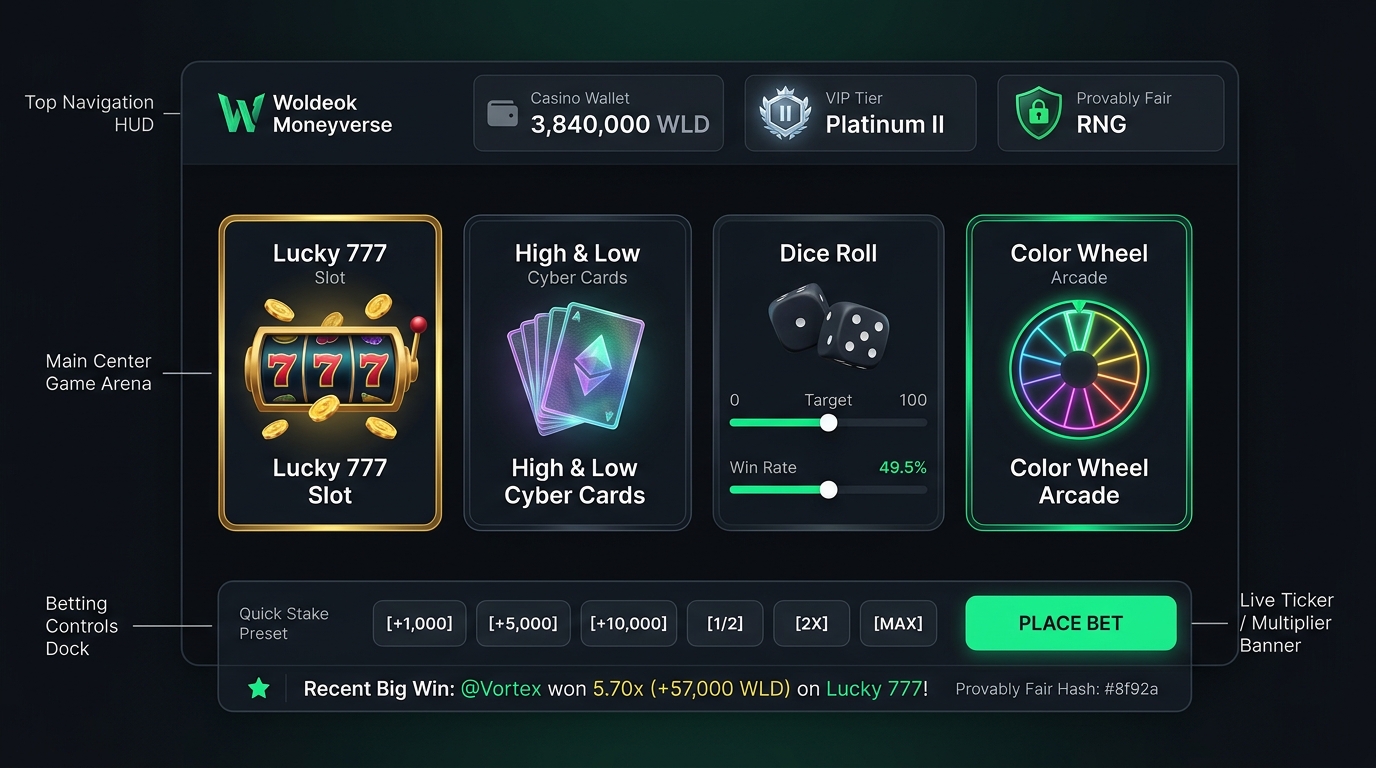 Top Navigation
HUD
Woldeok
Moneyverse
Casino Wallet
3,840,000 WLD
II
VIP Tier
Platinum II
Provably Fair
RNG
Main Center
Game Arena
Lucky 777
Slot
7 7 7
Lucky 777
Slot
High & Low
Cyber Cards
A
High & Low
Cyber Cards
Dice Roll
0 Target 100
Win Rate 49.5%
Color Wheel
Arcade
Color Wheel
Arcade
Betting
Controls
Dock
Quick Stake
Preset
[+1,000] [+5,000] [+10,000] [1/2] [2X] [MAX]
PLACE BET
Live Ticker
/ Multiplier
Banner
Recent Big Win: @Vortex won 5.70x (+57,000 WLD) on Lucky 777!
Provably Fair Hash: #8f92a